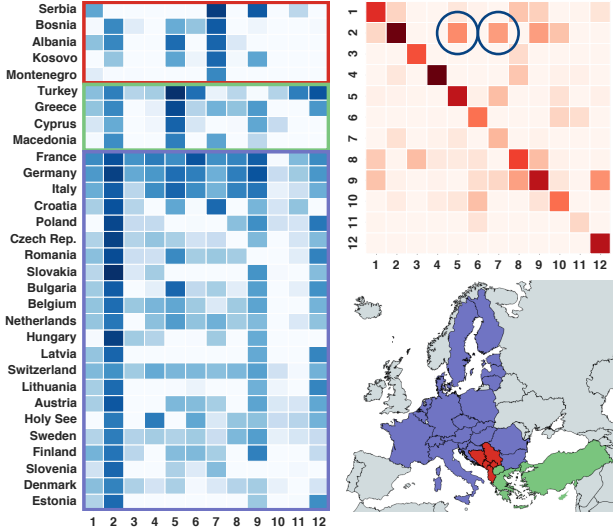 Serbia
Bosnia
Albania
Kosovo
Montenegro
Turkey
Greece
Cyprus
Macedonia
France
Germany
Italy
Croatia
Poland
Czech Rep.
Romania
Slovakia
Bulgaria
Belgium
Netherlands
Hungary
Latvia
Switzerland
Lithuania
Austria
Holy See
Sweden
Finland
Slovenia
Denmark
Estonia
1 2 3 4 5 6 7 8 9 10 11 12
1
2
3
4
5
6
7
8
9
10
11
12
1 2 3 4 5 6 7 8 9 10 11 12